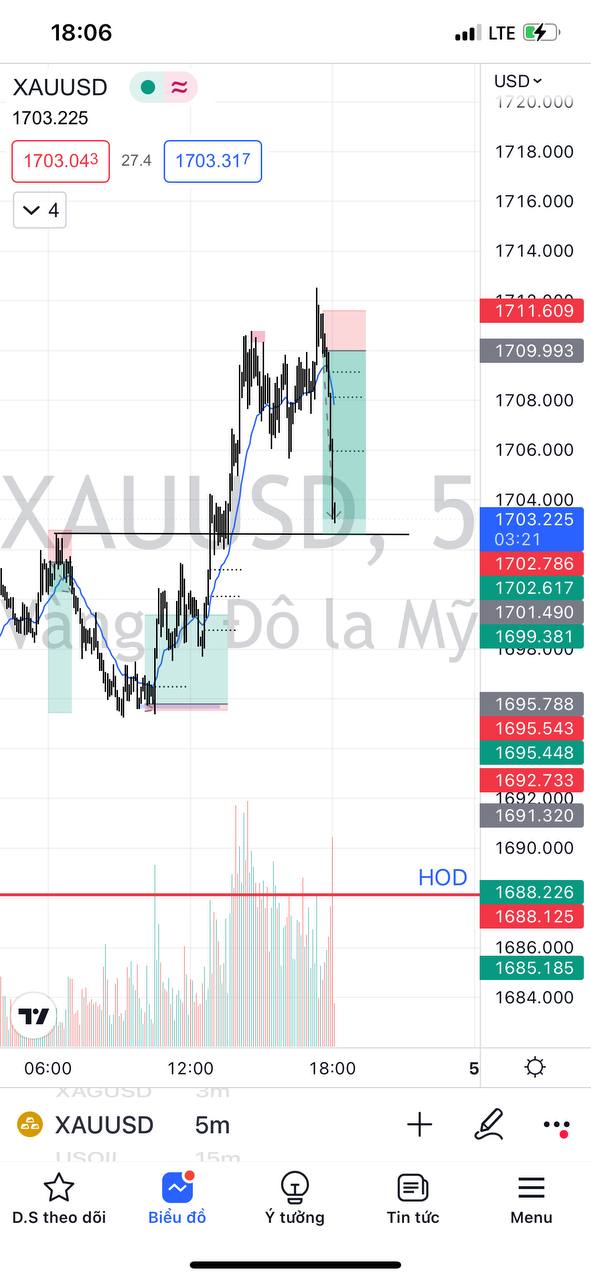 18:06
LTE
XAUUSD
USD
1703.225
1720.000
1703.043
27.4
1703.317
1718.000
4
1716.000
1714.000
1711.609
1709.993
1708.000
1706.000
XAUUSD, 5
1704.000
1703.225
03:21
1702.786
1702.617
1701.490
1699.381
Vàng
Đô la Mỹ
1698.000
1695.788
1695.543
1695.448
1692.733
1692.000
1691.320
1690.000
HOD
1688.226
1688.125
1686.000
1685.185
1684.000
06:00
12:00
18:00
5
XAGUSD
3m
XAUUSD
5m
USOIL
15m
D.S theo dõi
Biểu đồ
Ý tưởng
Tin tức
Menu